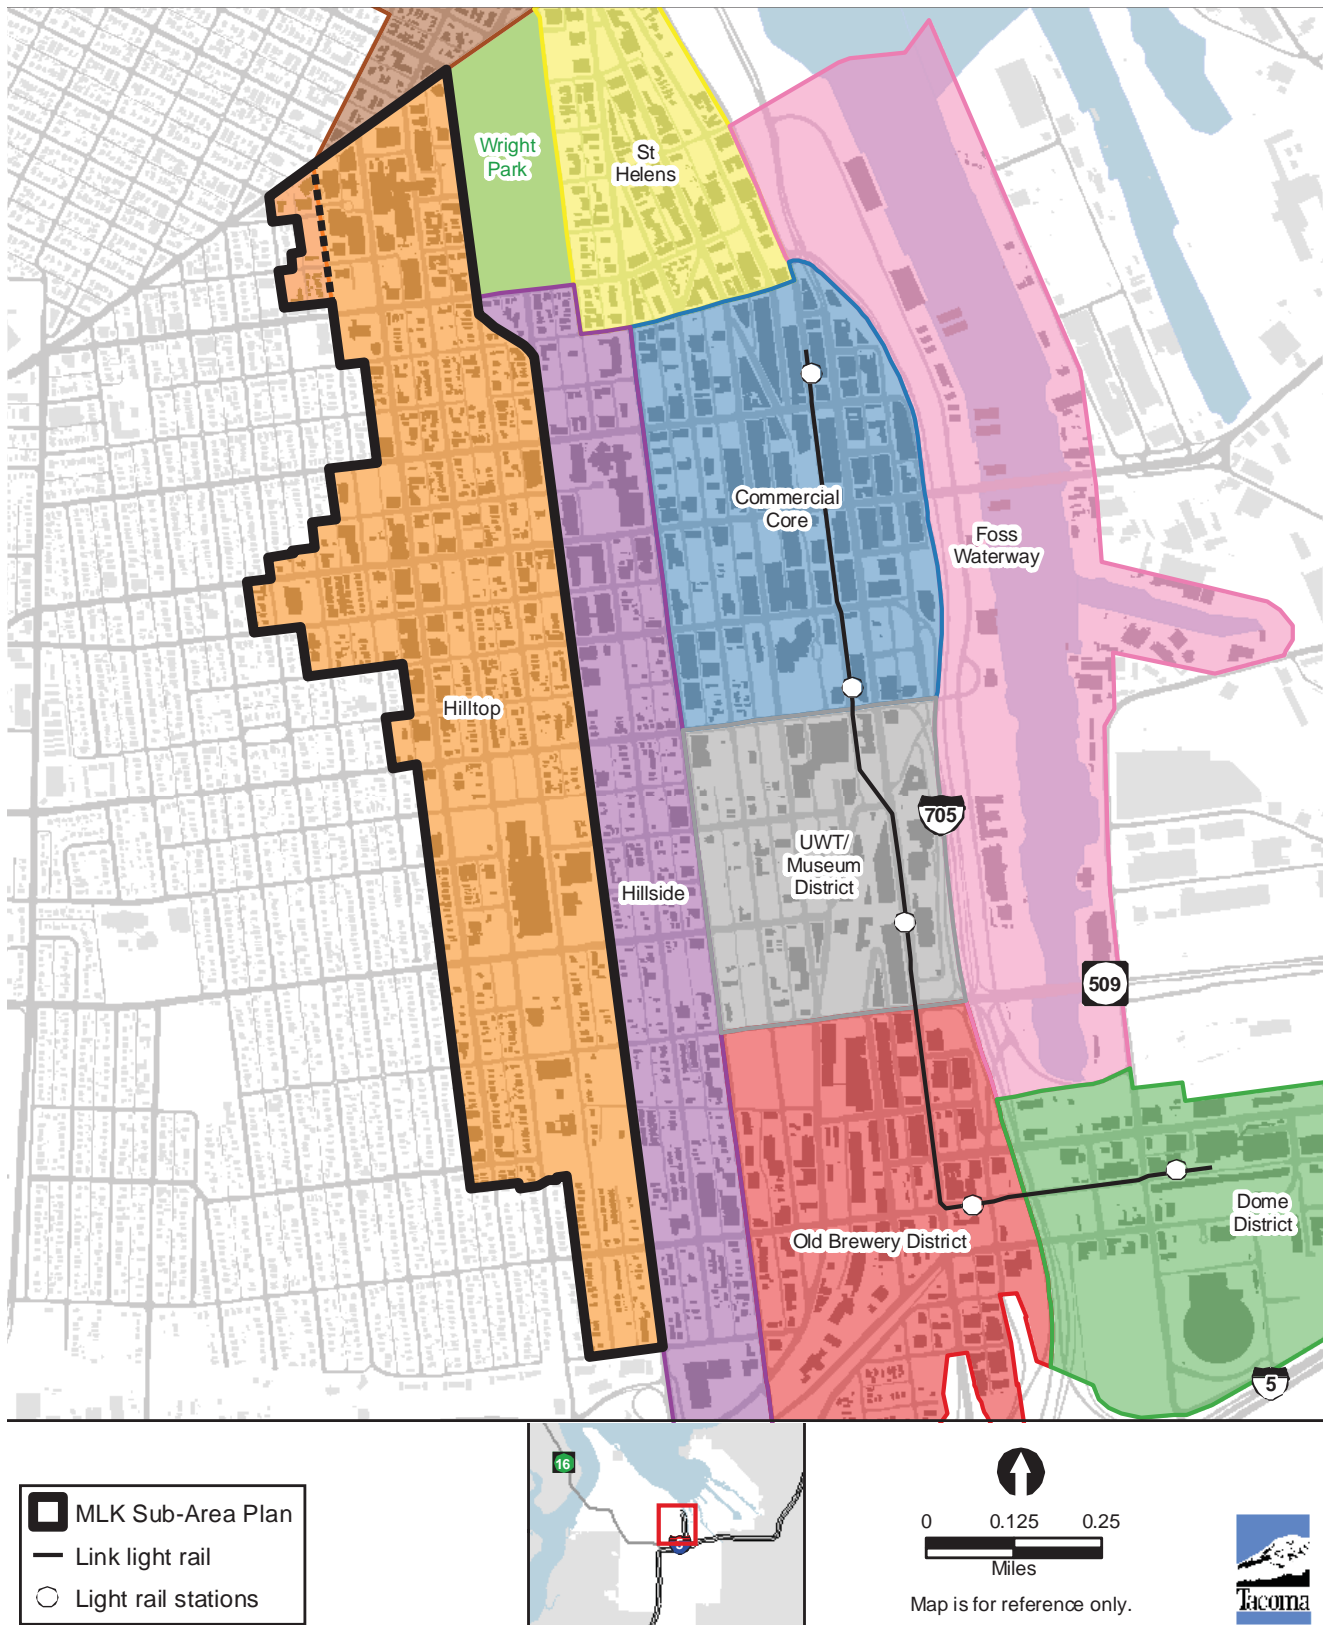 Wright
Park
St
Helens
Commercial
Core
Foss
Waterway
Hilltop
705
UWT/
Museum
District
Hillside
509
Dome
District
Old Brewery District
5
MLK Sub-Area Plan
Link light rail
Light rail stations
16
0 0.125 0.25
Miles
Map is for reference only.
Tacoma